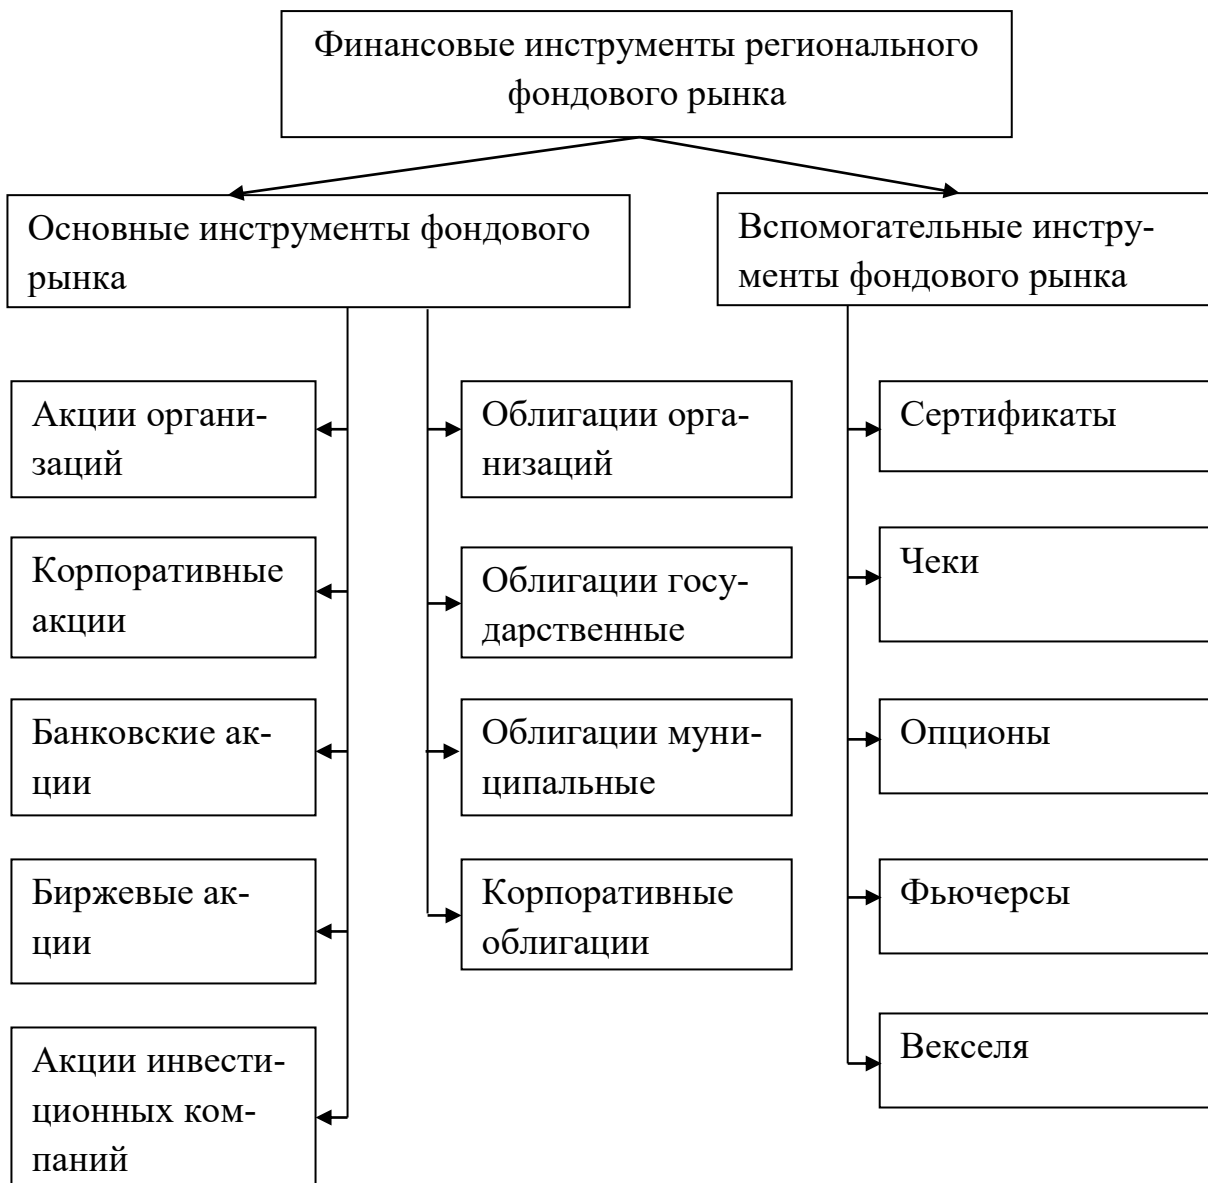 Финансовые инструменты регионального
фондового рынка
Основные инструменты фондового
рынка
Вспомогательные инстру-
менты фондового рынка
Акции органи-
заций
Корпоративные
акции
Банковские ак-
ции
Биржевые ак-
ции
Акции инвести-
ционных ком-
паний
Облигации орга-
низаций
Облигации госу-
дарственные
Облигации муни-
ципальные
Корпоративные
облигации
Сертификаты
Чеки
Опционы
Фьючерсы
Векселя